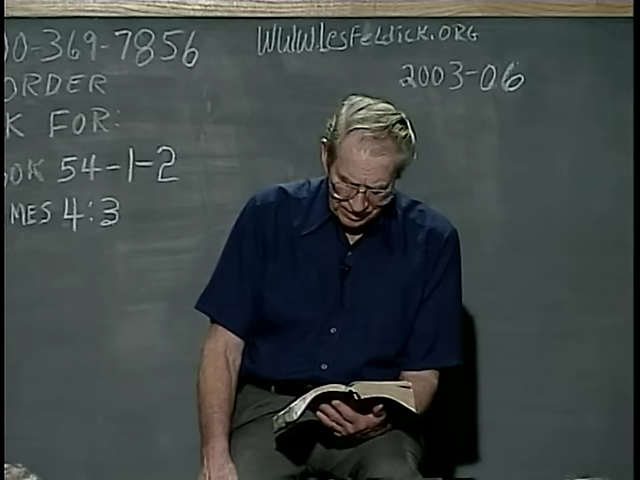 00-369-7856
WWW.LESFELDICK.ORG
2003-06
ORDER
K FOR:
OOK 54-1-2
MES 4:3